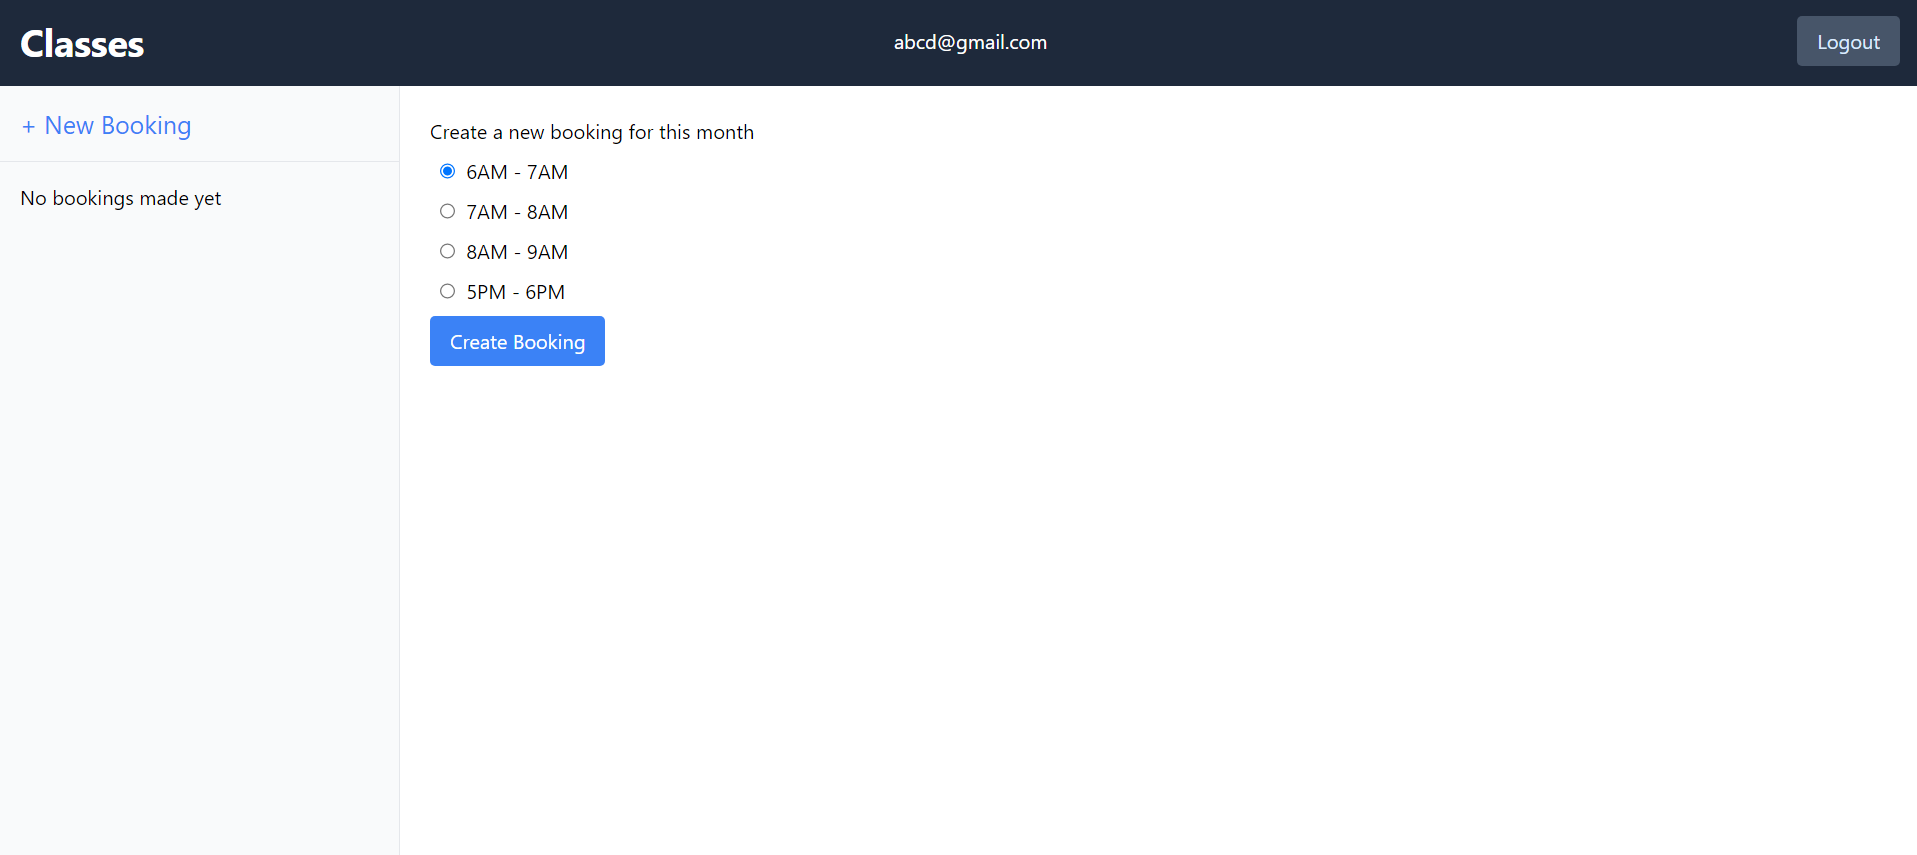 Classes
abcd@gmail.com
Logout
+ New Booking
No bookings made yet
Create a new booking for this month
6AM - 7AM
7AM - 8AM
8AM - 9AM
5PM - 6PM
Create Booking